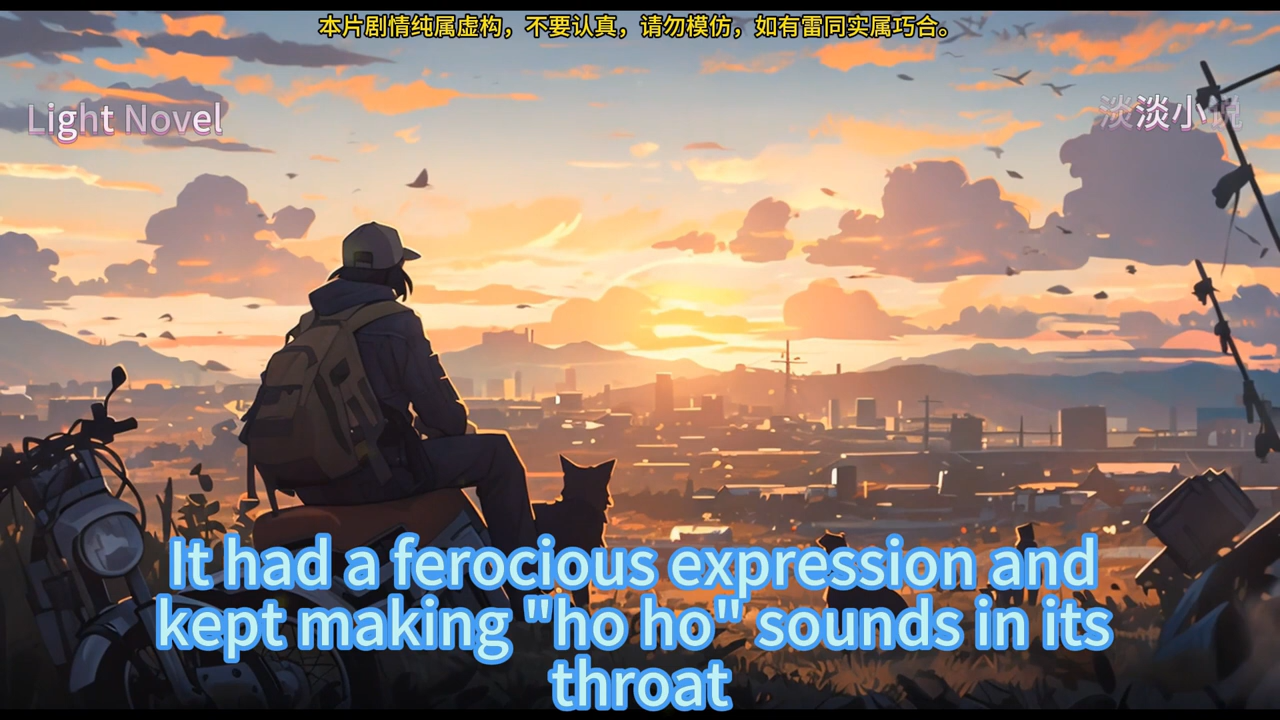 本片剧情纯属虚构，不要认真，请勿模仿，如有雷同实属巧合。
Light Novel
淡淡小说
It had a ferocious expression and
kept making "ho ho" sounds in its
throat